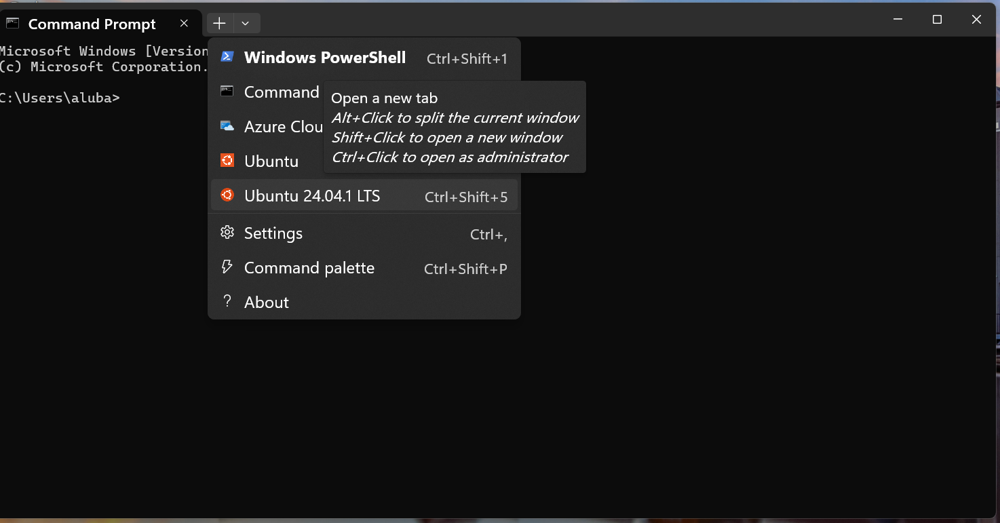 Command Prompt
Microsoft Windows [Version
(c) Microsoft Corporation.
C:\Users\aluba>
Windows PowerShell Ctrl+Shift+1
Command
Azure Clou
Ubuntu
Open a new tab
Alt+Click to split the current window
Shift+Click to open a new window
Ctrl+Click to open as administrator
Ubuntu 24.04.1 LTS Ctrl+Shift+5
Settings Ctrl+,
Command palette Ctrl+Shift+P
? About